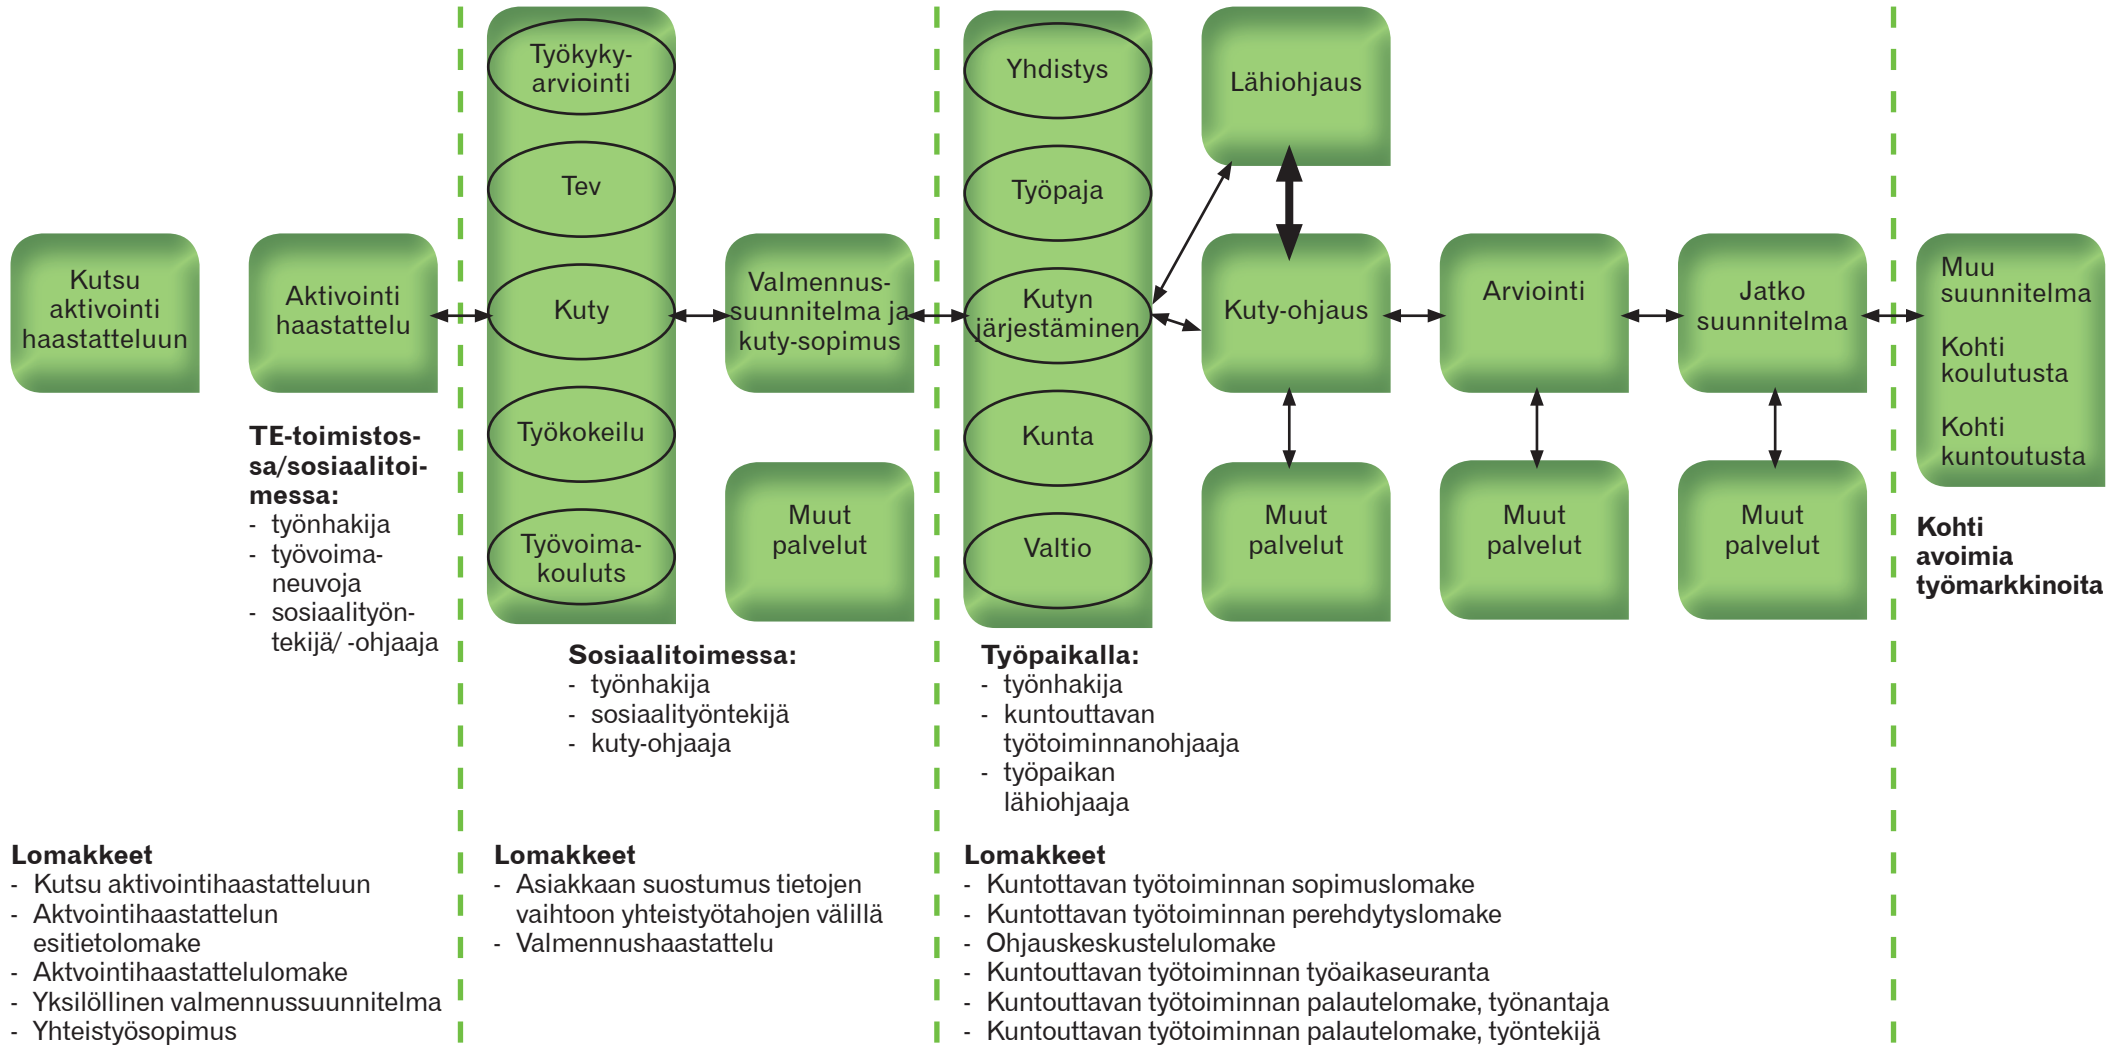 Kutsu
aktivointi
haastatteluun
Aktivointi
haastattelu
TE-toimistos-
sa/sosiaalitoi-
messa:
- työnhakija
- työvoima-
neuvoja
- sosiaalityön-
tekijä/ -ohjaaja
Lomakkeet
- Kutsu aktivointihaastatteluun
- Aktvointihaastattelun
esitietolomake
- Aktvointihaastattelulomake
- Yksilöllinen valmennussuunnitelma
- Yhteistyösopimus
Työkyky-
arviointi
Tev
Kuty
Työkokeilu
Työvoima-
kouluts
Valmennus-
suunnitelma ja
kuty-sopimus
Muut
palvelut
Sosiaalitoimessa:
- työnhakija
- sosiaalityöntekijä
- kuty-ohjaaja
Lomakkeet
- Asiakkaan suostumus tietojen
vaihtoon yhteistyötahojen välillä
- Valmennushaastattelu
Yhdistys
Työpaja
Kutyn
järjestäminen
Kunta
Valtio
Lähiohjaus
Kuty-ohjaus
Muut
palvelut
Arviointi
Muut
palvelut
Jatko
suunnitelma
Muut
palvelut
Työpaikalla:
- työnhakija
- kuntouttavan
työtoiminnanohjaaja
- työpaikan
lähiohjaaja
Lomakkeet
- Kuntottavan työtoiminnan sopimuslomake
- Kuntottavan työtoiminnan perehdytyslomake
- Ohjauskeskustelulomake
- Kuntouttavan työtoiminnan työaikaseuranta
- Kuntouttavan työtoiminnan palautelomake, työnantaja
- Kuntouttavan työtoiminnan palautelomake, työntekijä
Muu
suunnitelma
Kohti
koulutusta
Kohti
kuntoutusta
Kohti
avoimia
työmarkkinoita